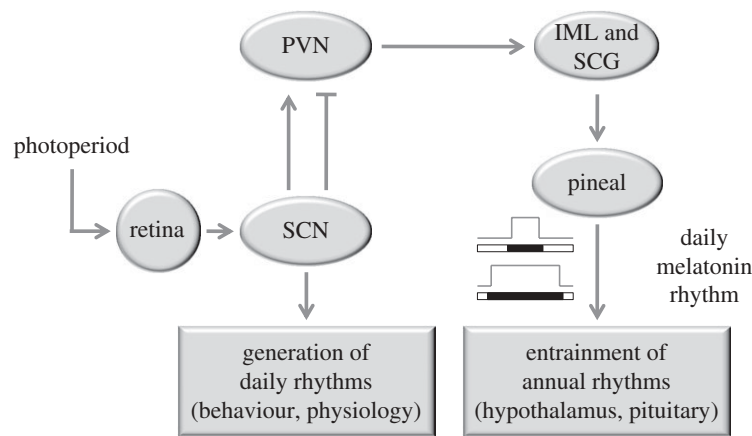 PVN
IML and
SCG
photoperiod
retina
SCN
pineal
daily
melatonin
rhythm
generation of
daily rhythms
(behaviour, physiology)
entrainment of
annual rhythms
(hypothalamus, pituitary)